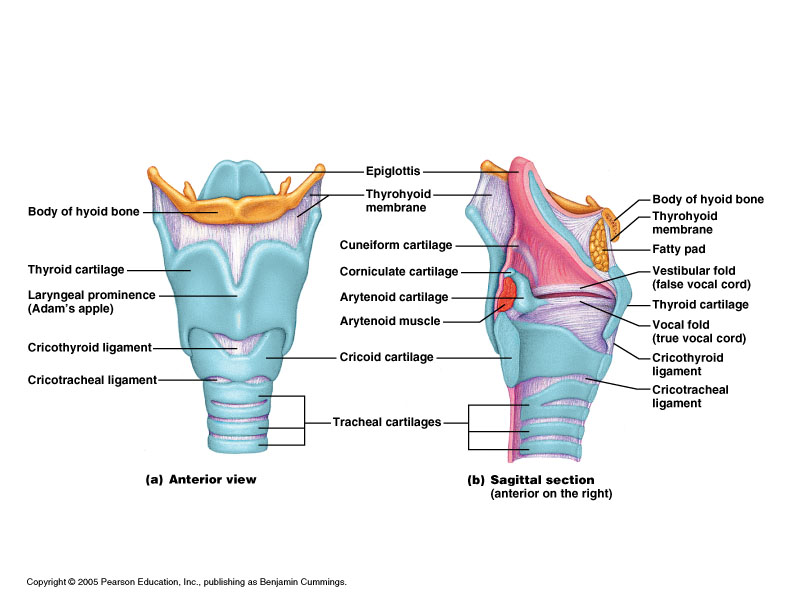 Epiglottis
Body of hyoid bone
Thyrohyoid
membrane
Thyroid cartilage
Laryngeal prominence
(Adam's apple)
Cricothyroid ligament
Cricotracheal ligament
Cuneiform cartilage
Corniculate cartilage
Arytenoid cartilage
Arytenoid muscle
Cricoid cartilage
Tracheal cartilages
Body of hyoid bone
Thyrohyoid
membrane
Fatty pad
Vestibular fold
(false vocal cord)
Thyroid cartilage
Vocal fold
(true vocal cord)
Cricothyroid
ligament
Cricotracheal
ligament
(a) Anterior view
(b) Sagittal section
(anterior on the right)
Copyright © 2005 Pearson Education, Inc., publishing as Benjamin Cummings.